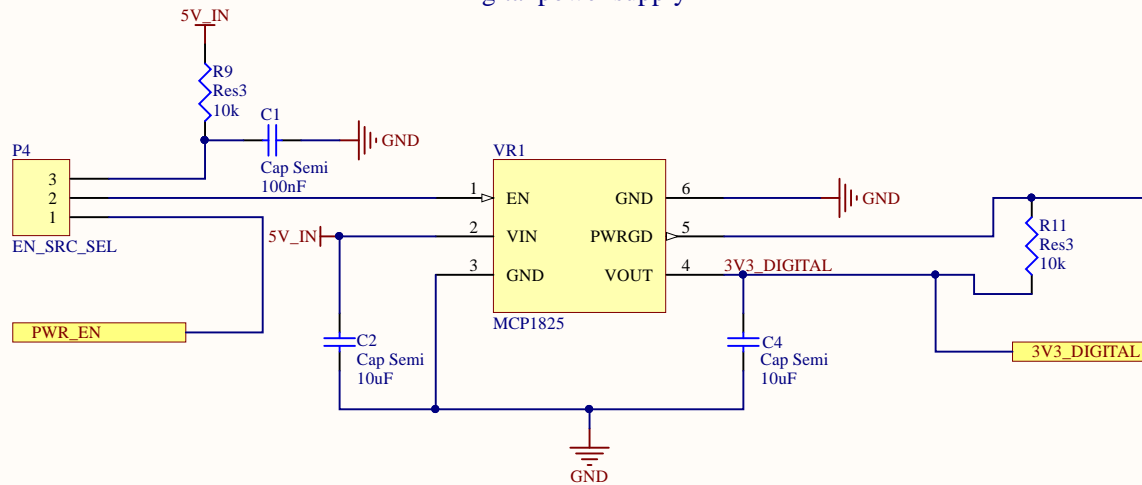 power supply
5V_IN
R9
Res3
10k
C1
GND
Cap Semi
100nF
P4
3
2
1
EN_SRC_SEL
PWR_EN
VR1
1
EN
GND
6
GND
5V_IN
2
VIN
PWRGD
5
3
GND
VOUT
4
3V3_DIGITAL
MCP1825
R11
Res3
10k
C2
Cap Semi
10uF
C4
Cap Semi
10uF
3V3_DIGITAL
GND